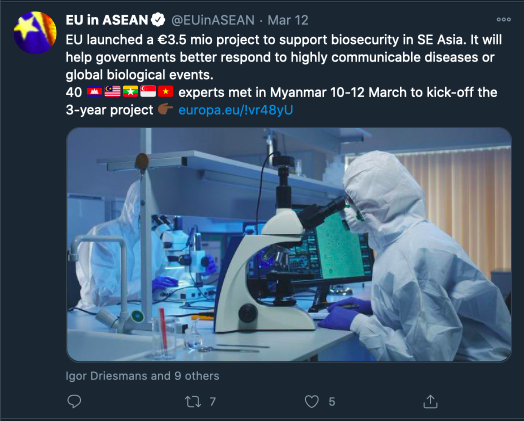 EU in ASEAN @EUinASEAN · Mar 12
EU launched a €3.5 mio project to support biosecurity in SE Asia. It will
help governments better respond to highly communicable diseases or
global biological events.
40 🇰🇭 🇲🇾 🇲🇲 🇸🇬 🇻🇳 experts met in Myanmar 10-12 March to kick-off the
3-year project 👉🏾 europa.eu/!vr48yU
Igor Driesmans and 9 others
7 5